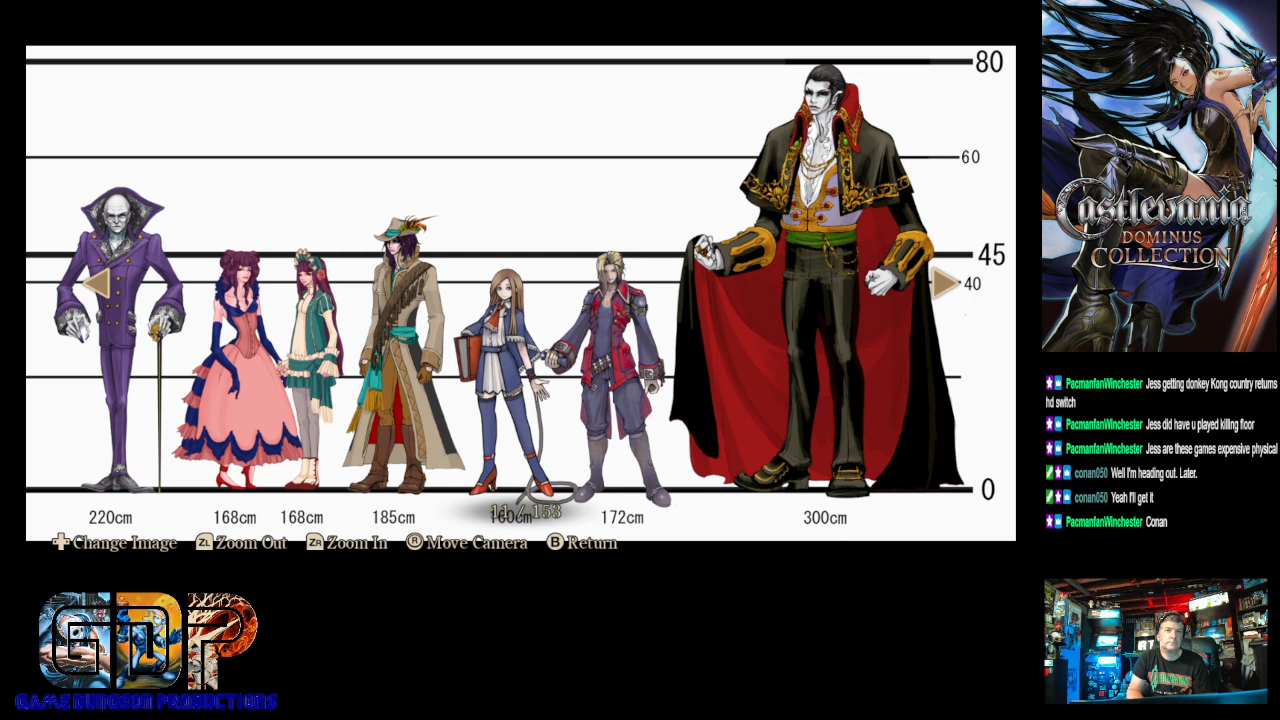 80
60
45
40
0
220cm 168cm 168cm 185cm 160cm 172cm 300cm
11 / 153
Change Image ZL Zoom Out ZR Zoom In R Move Camera B Return
Castlevania
DOMINUS
COLLECTION
PacmanfanWinchester Jess getting donkey Kong country returns
hd switch
PacmanfanWinchester Jess did have u played killing floor
PacmanfanWinchester Jess are these games expensive physical
conan050 Well I'm heading out. Later.
conan050 Yeah I'll get it
PacmanfanWinchester Conan
GDP
GAME DUNGEON PRODUCTIONS